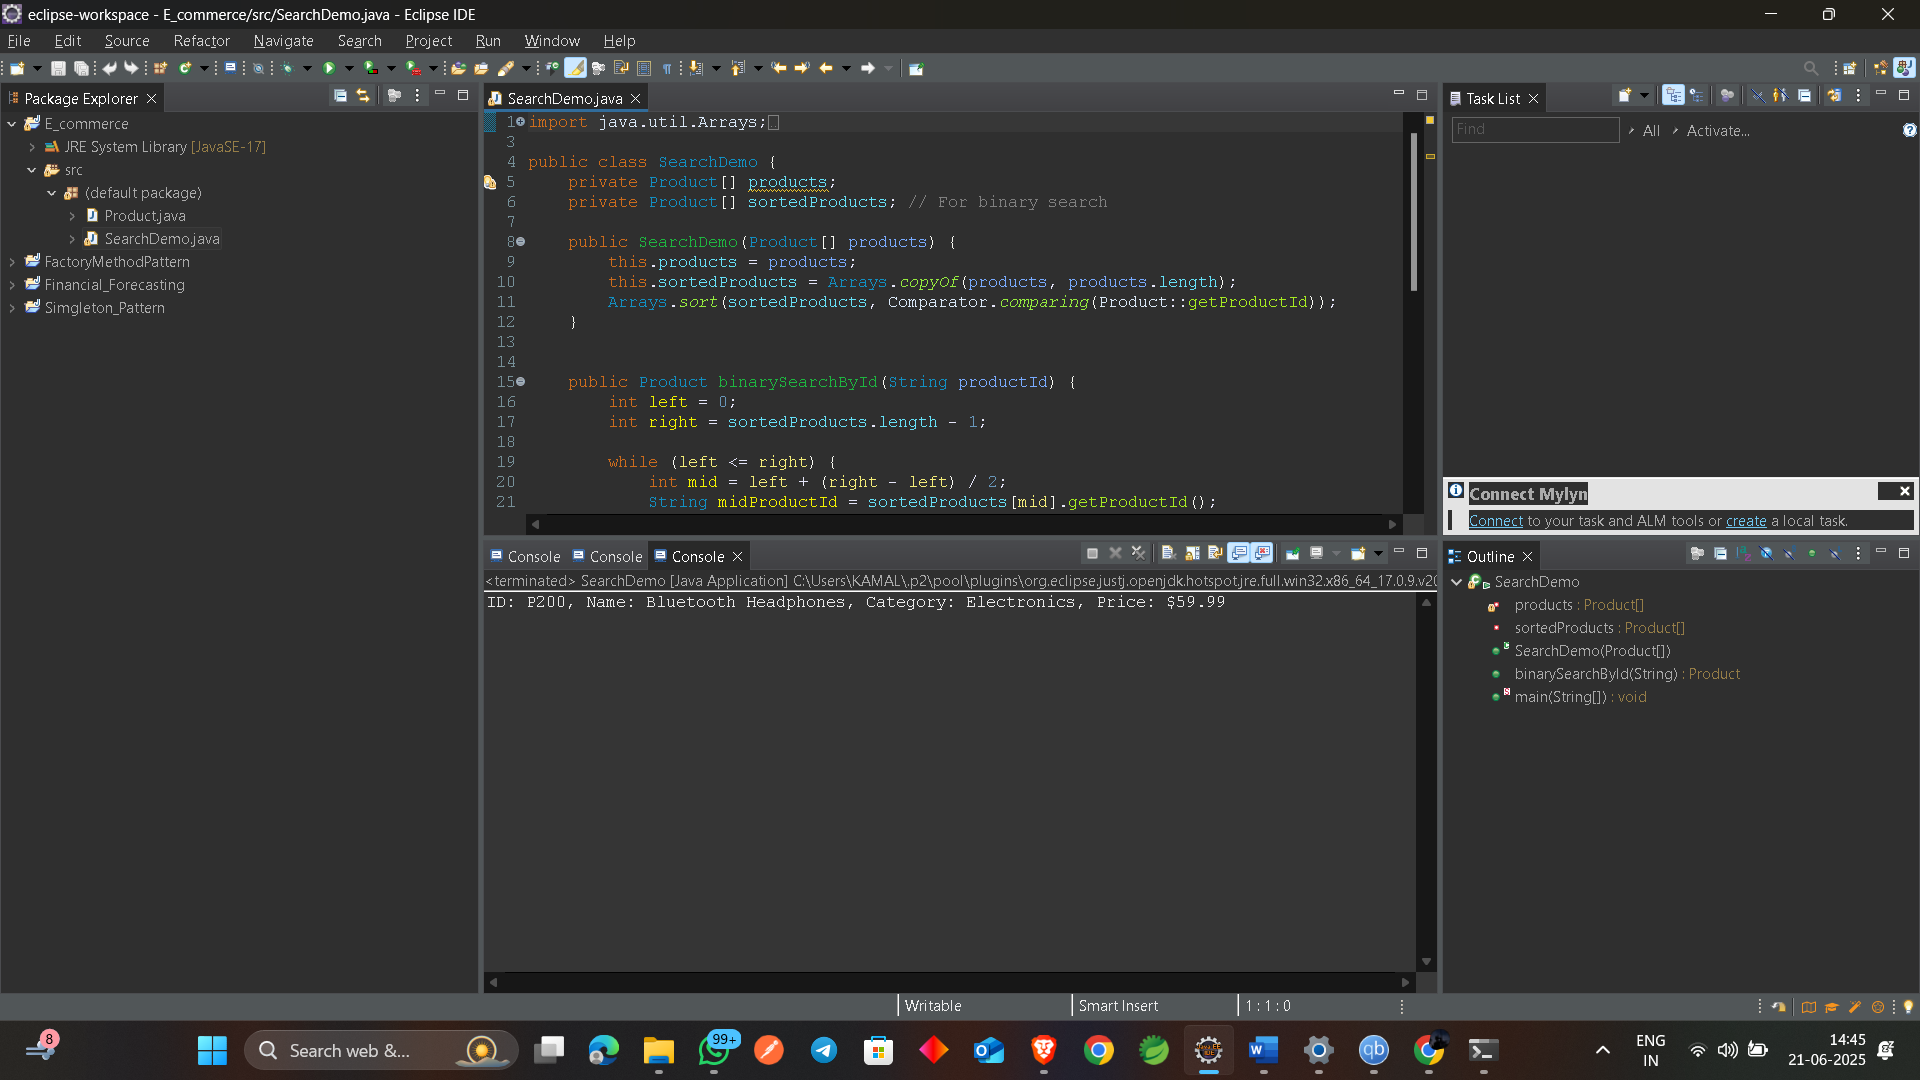 eclipse-workspace - E_commerce/src/SearchDemo.java - Eclipse IDE
File Edit Source Refactor Navigate Search Project Run Window Help
Package Explorer
E_commerce
JRE System Library [JavaSE-17]
src
(default package)
Product.java
SearchDemo.java
FactoryMethodPattern
Financial_Forecasting
Simgleton_Pattern
SearchDemo.java
1 import java.util.Arrays;
3
4 public class SearchDemo {
5 private Product[] products;
6 private Product[] sortedProducts; // For binary search
7
8 public SearchDemo(Product[] products) {
9 this.products = products;
10 this.sortedProducts = Arrays.copyOf(products, products.length);
11 Arrays.sort(sortedProducts, Comparator.comparing(Product::getProductId));
12 }
13
14
15 public Product binarySearchById(String productId) {
16 int left = 0;
17 int right = sortedProducts.length - 1;
18
19 while (left <= right) {
20 int mid = left + (right - left) / 2;
21 String midProductId = sortedProducts[mid].getProductId();
Task List
Find
All
Activate...
Connect Mylyn
Connect to your task and ALM tools or create a local task.
Console Console Console
<terminated> SearchDemo [Java Application] C:\Users\KAMAL\.p2\pool\plugins\org.eclipse.justj.openjdk.hotspot.jre.full.win32.x86_64_17.0.9.v20
ID: P200, Name: Bluetooth Headphones, Category: Electronics, Price: $59.99
Outline
SearchDemo
products : Product[]
sortedProducts : Product[]
SearchDemo(Product[])
binarySearchById(String) : Product
main(String[]) : void
Writable
Smart Insert
1 : 1 : 0
8
Search web &...
99+
ENG
IN
14:45
21-06-2025